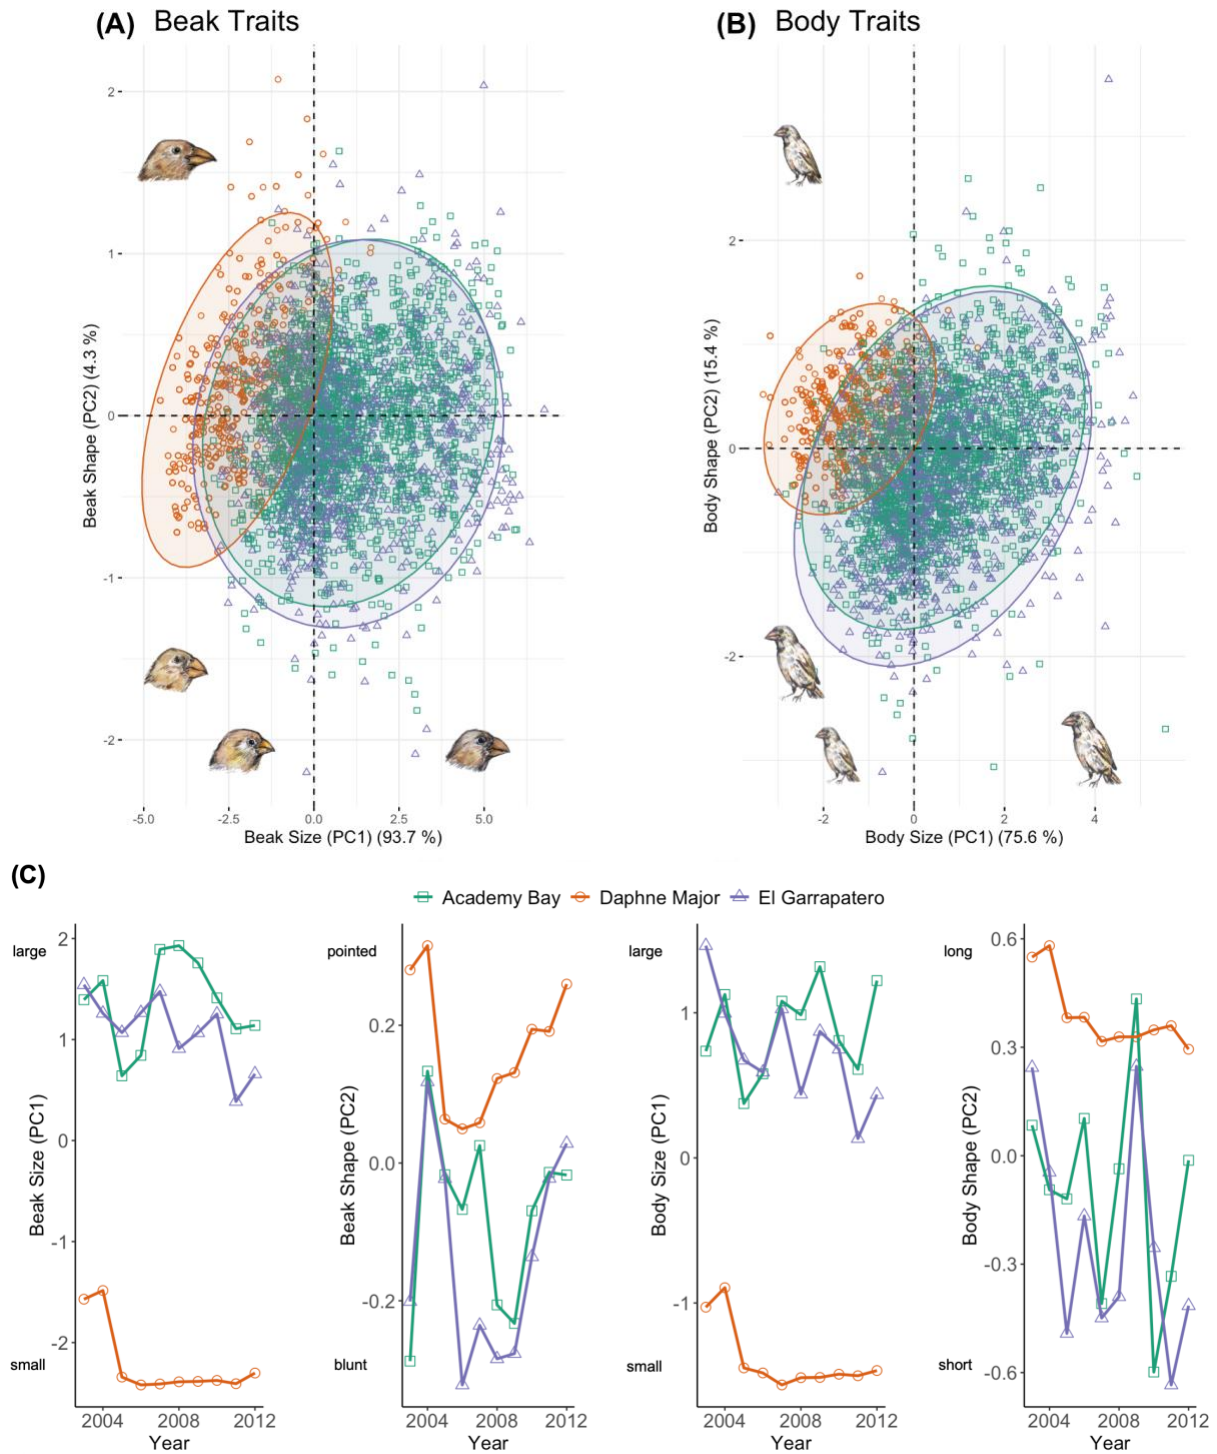 (A) Beak Traits
(B) Body Traits
2
1
0
-1
-2
Beak Shape (PC2) (4.3 %)
-5.0 -2.5 0.0 2.5 5.0
Beak Size (PC1) (93.7 %)
2
0
-2
Body Shape (PC2) (15.4 %)
-2 0 2 4
Body Size (PC1) (75.6 %)
(C)
Academy Bay Daphne Major El Garrapatero
large
small
2
1
0
-1
-2
Beak Size (PC1)
2004 2008 2012
Year
pointed
blunt
0.2
0.0
-0.2
Beak Shape (PC2)
2004 2008 2012
Year
large
small
1
0
-1
Body Size (PC1)
2004 2008 2012
Year
long
short
0.6
0.3
0.0
-0.3
-0.6
Body Shape (PC2)
2004 2008 2012
Year